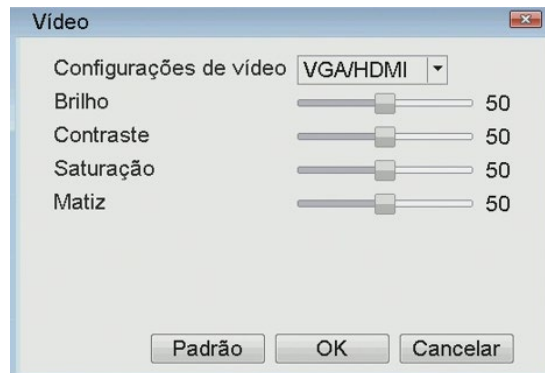 Vídeo
Configurações de vídeo VGA/HDMI
Brilho 50
Contraste 50
Saturação 50
Matiz 50
Padrão OK Cancelar